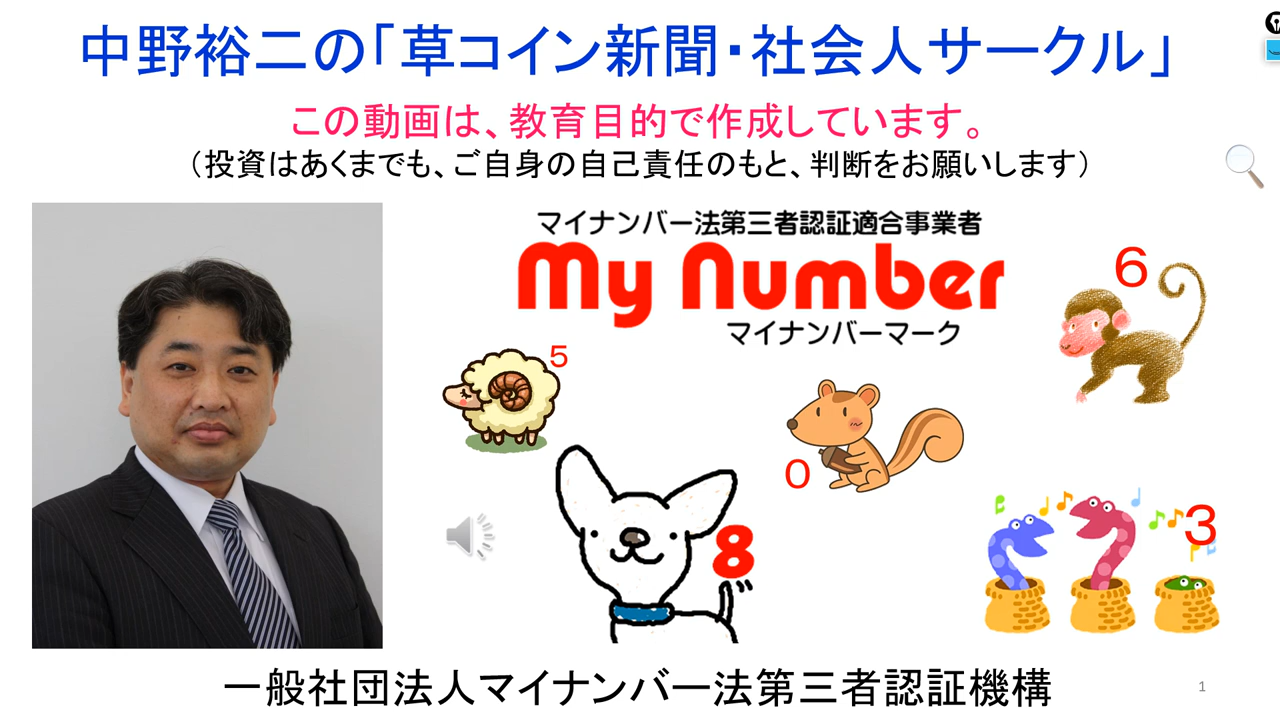 中野裕二の「草コイン新聞・社会人サークル」
この動画は、教育目的で作成しています。
（投資はあくまでも、ご自身の自己責任のもと、判断をお願いします）
マイナンバー法第三者認証適合事業者
My Number
マイナンバーマーク
6
5
0
8
3
一般社団法人マイナンバー法第三者認証機構
1